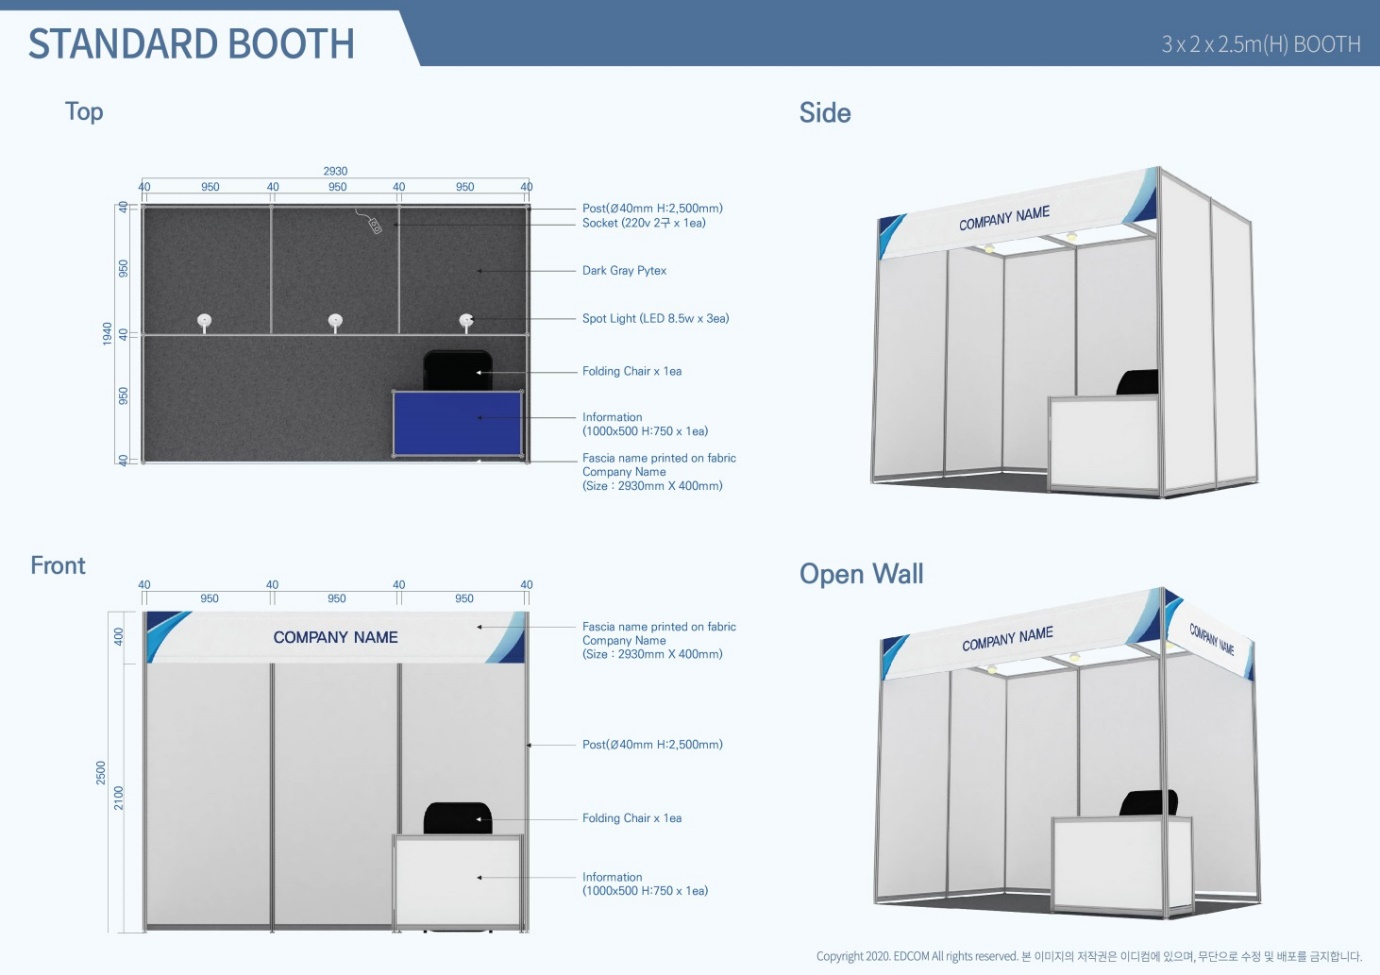 STANDARD BOOTH
3 x 2 x 2.5m(H) BOOTH
Top
2930
40 950 40 950 40 950 40
40
950
1940
40
950
40
Post(Ø40mm H:2,500mm)
Socket (220v 2구 x 1ea)
Dark Gray Pytex
Spot Light (LED 8.5w x 3ea)
Folding Chair x 1ea
Information
(1000x500 H:750 x 1ea)
Fascia name printed on fabric
Company Name
(Size : 2930mm X 400mm)
Side
COMPANY NAME
Front
40 40 40 40
950 950 950
400
2500
2100
COMPANY NAME
Fascia name printed on fabric
Company Name
(Size : 2930mm X 400mm)
Post(Ø40mm H:2,500mm)
Folding Chair x 1ea
Information
(1000x500 H:750 x 1ea)
Open Wall
COMPANY NAME
COMPANY NAME
Copyright 2020. EDCOM All rights reserved. 본 이미지의 저작권은 이디컴에 있으며, 무단으로 수정 및 배포를 금지합니다.